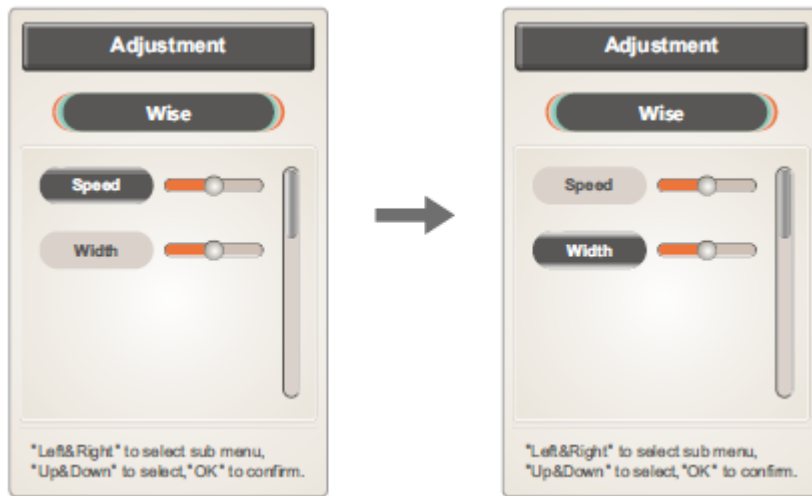 Adjustment
Wise
Speed
Width
"Left&Right" to select sub menu,
"Up&Down" to select,"OK" to confirm.
Adjustment
Wise
Speed
Width
"Left&Right" to select sub menu,
"Up&Down" to select,"OK" to confirm.